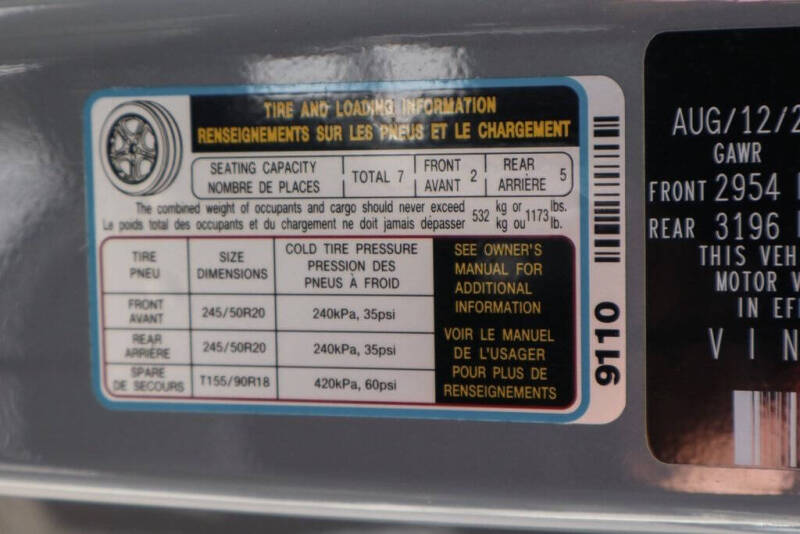 TIRE AND LOADING INFORMATION
RENSEIGNEMENTS SUR LES PNEUS ET LE CHARGEMENT
SEATING CAPACITY
NOMBRE DE PLACES
TOTAL 7
FRONT
AVANT 2
REAR
ARRIÈRE 5
The combined weight of occupants and cargo should never exceed 532 kg or 1173 lbs.
Le poids total des occupants et du chargement ne doit jamais dépasser 532 kg ou 1173 lb.
TIRE
PNEU
SIZE
DIMENSIONS
COLD TIRE PRESSURE
PRESSION DES
PNEUS À FROID
FRONT
AVANT
245/50R20
240kPa, 35psi
REAR
ARRIÈRE
245/50R20
240kPa, 35psi
SPARE
DE SECOURS
T155/90R18
420kPa, 60psi
SEE OWNER'S
MANUAL FOR
ADDITIONAL
INFORMATION
VOIR LE MANUEL
DE L'USAGER
POUR PLUS DE
RENSEIGNEMENTS
9110
AUG/12/2
GAWR
FRONT 2954
REAR 3196
THIS VEH
MOTOR V
IN EF
VIN